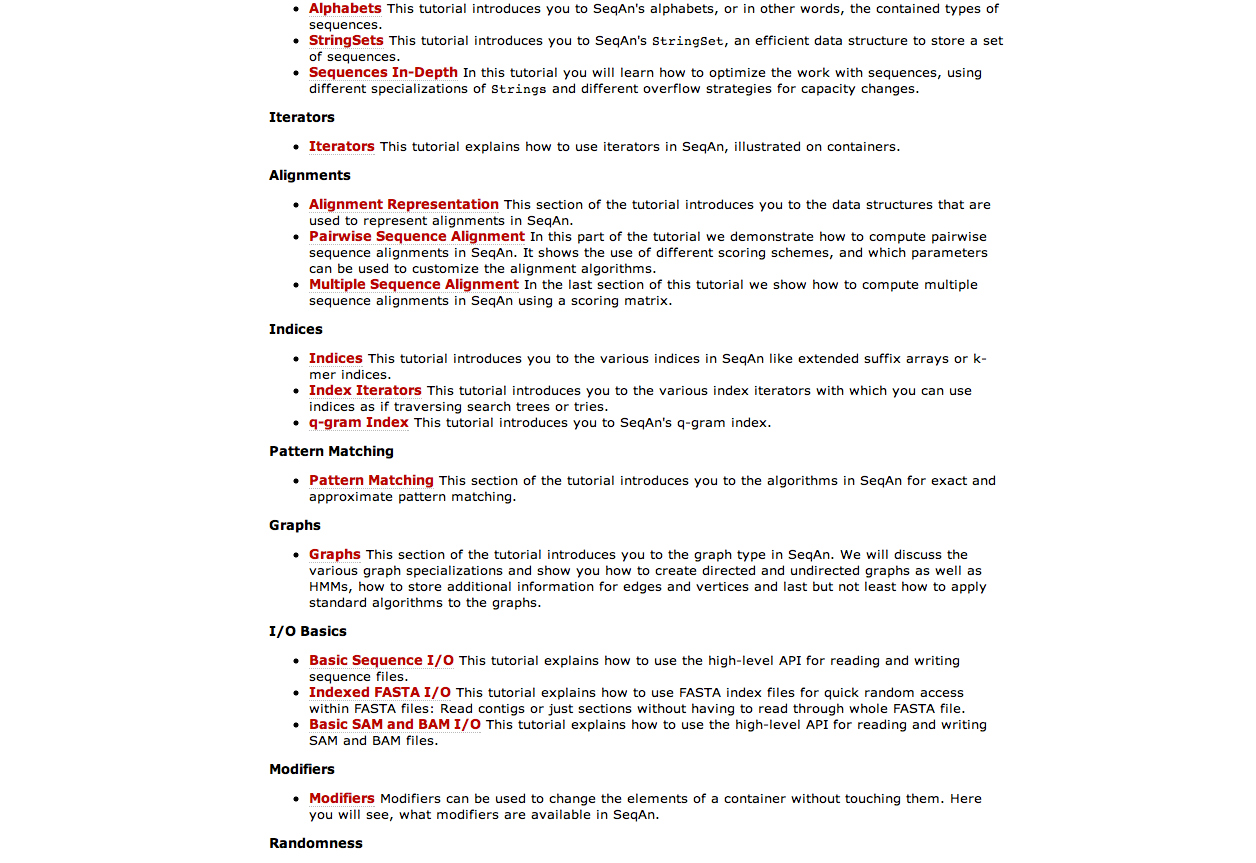 • Alphabets This tutorial introduces you to SeqAn's alphabets, or in other words, the contained types of
sequences.
• StringSets This tutorial introduces you to SeqAn's StringSet, an efficient data structure to store a set
of sequences.
• Sequences In-Depth In this tutorial you will learn how to optimize the work with sequences, using
different specializations of Strings and different overflow strategies for capacity changes.
Iterators
• Iterators This tutorial explains how to use iterators in SeqAn, illustrated on containers.
Alignments
• Alignment Representation This section of the tutorial introduces you to the data structures that are
used to represent alignments in SeqAn.
• Pairwise Sequence Alignment In this part of the tutorial we demonstrate how to compute pairwise
sequence alignments in SeqAn. It shows the use of different scoring schemes, and which parameters
can be used to customize the alignment algorithms.
• Multiple Sequence Alignment In the last section of this tutorial we show how to compute multiple
sequence alignments in SeqAn using a scoring matrix.
Indices
• Indices This tutorial introduces you to the various indices in SeqAn like extended suffix arrays or k-
mer indices.
• Index Iterators This tutorial introduces you to the various index iterators with which you can use
indices as if traversing search trees or tries.
• q-gram Index This tutorial introduces you to SeqAn's q-gram index.
Pattern Matching
• Pattern Matching This section of the tutorial introduces you to the algorithms in SeqAn for exact and
approximate pattern matching.
Graphs
• Graphs This section of the tutorial introduces you to the graph type in SeqAn. We will discuss the
various graph specializations and show you how to create directed and undirected graphs as well as
HMMs, how to store additional information for edges and vertices and last but not least how to apply
standard algorithms to the graphs.
I/O Basics
• Basic Sequence I/O This tutorial explains how to use the high-level API for reading and writing
sequence files.
• Indexed FASTA I/O This tutorial explains how to use FASTA index files for quick random access
within FASTA files: Read contigs or just sections without having to read through whole FASTA file.
• Basic SAM and BAM I/O This tutorial explains how to use the high-level API for reading and writing
SAM and BAM files.
Modifiers
• Modifiers Modifiers can be used to change the elements of a container without touching them. Here
you will see, what modifiers are available in SeqAn.
Randomness